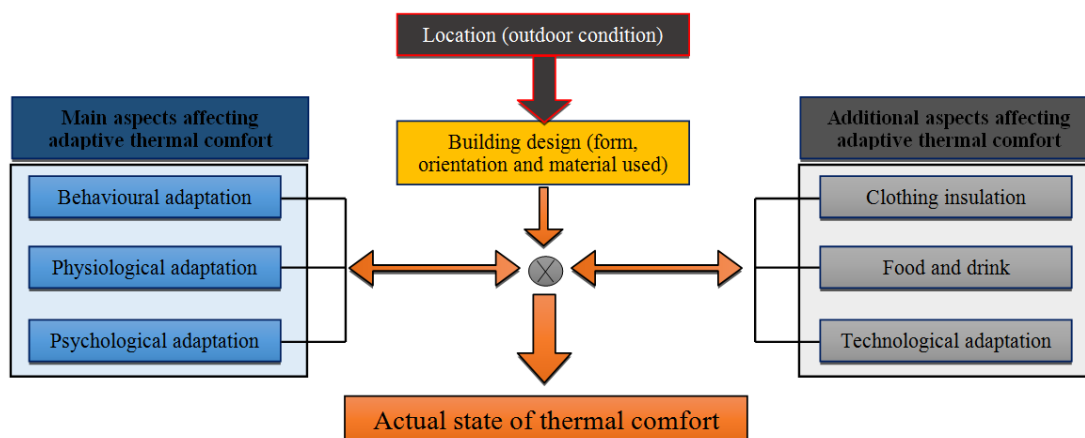 Location (outdoor condition)
Main aspects affecting
adaptive thermal comfort
Building design (form,
orientation and material used)
Additional aspects affecting
adaptive thermal comfort
Behavioural adaptation
Physiological adaptation
Psychological adaptation
Clothing insulation
Food and drink
Technological adaptation
Actual state of thermal comfort